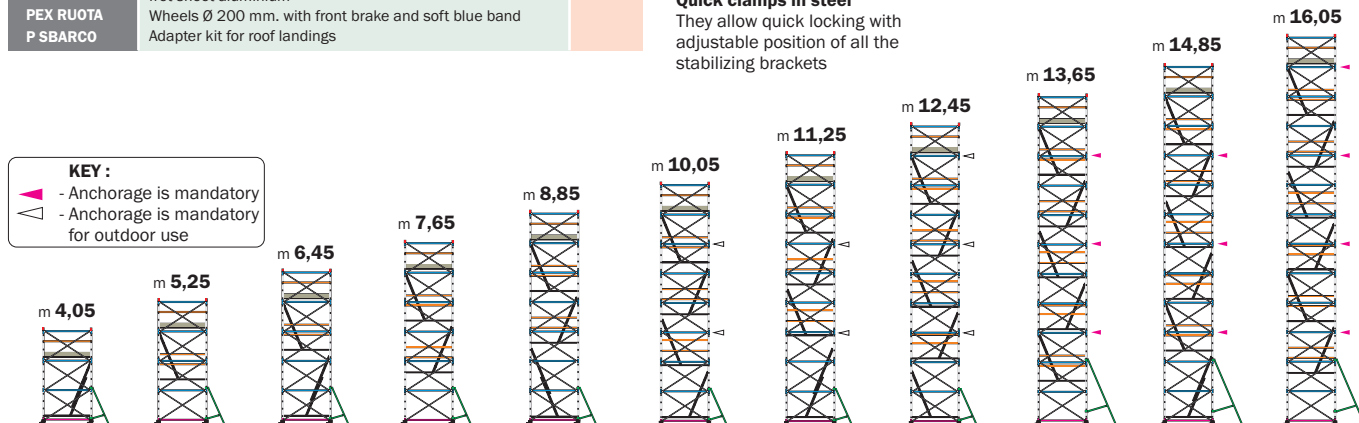 PEX RUOTA
Wheels Ø 200 mm. with front brake and soft blue band
P SBARCO
Adapter kit for roof landings
Quick clamps in steel
They allow quick locking with
adjustable position of all the
stabilizing brackets
KEY :
- Anchorage is mandatory
- Anchorage is mandatory
for outdoor use
m 4,05
m 5,25
m 6,45
m 7,65
m 8,85
m 10,05
m 11,25
m 12,45
m 13,65
m 14,85
m 16,05